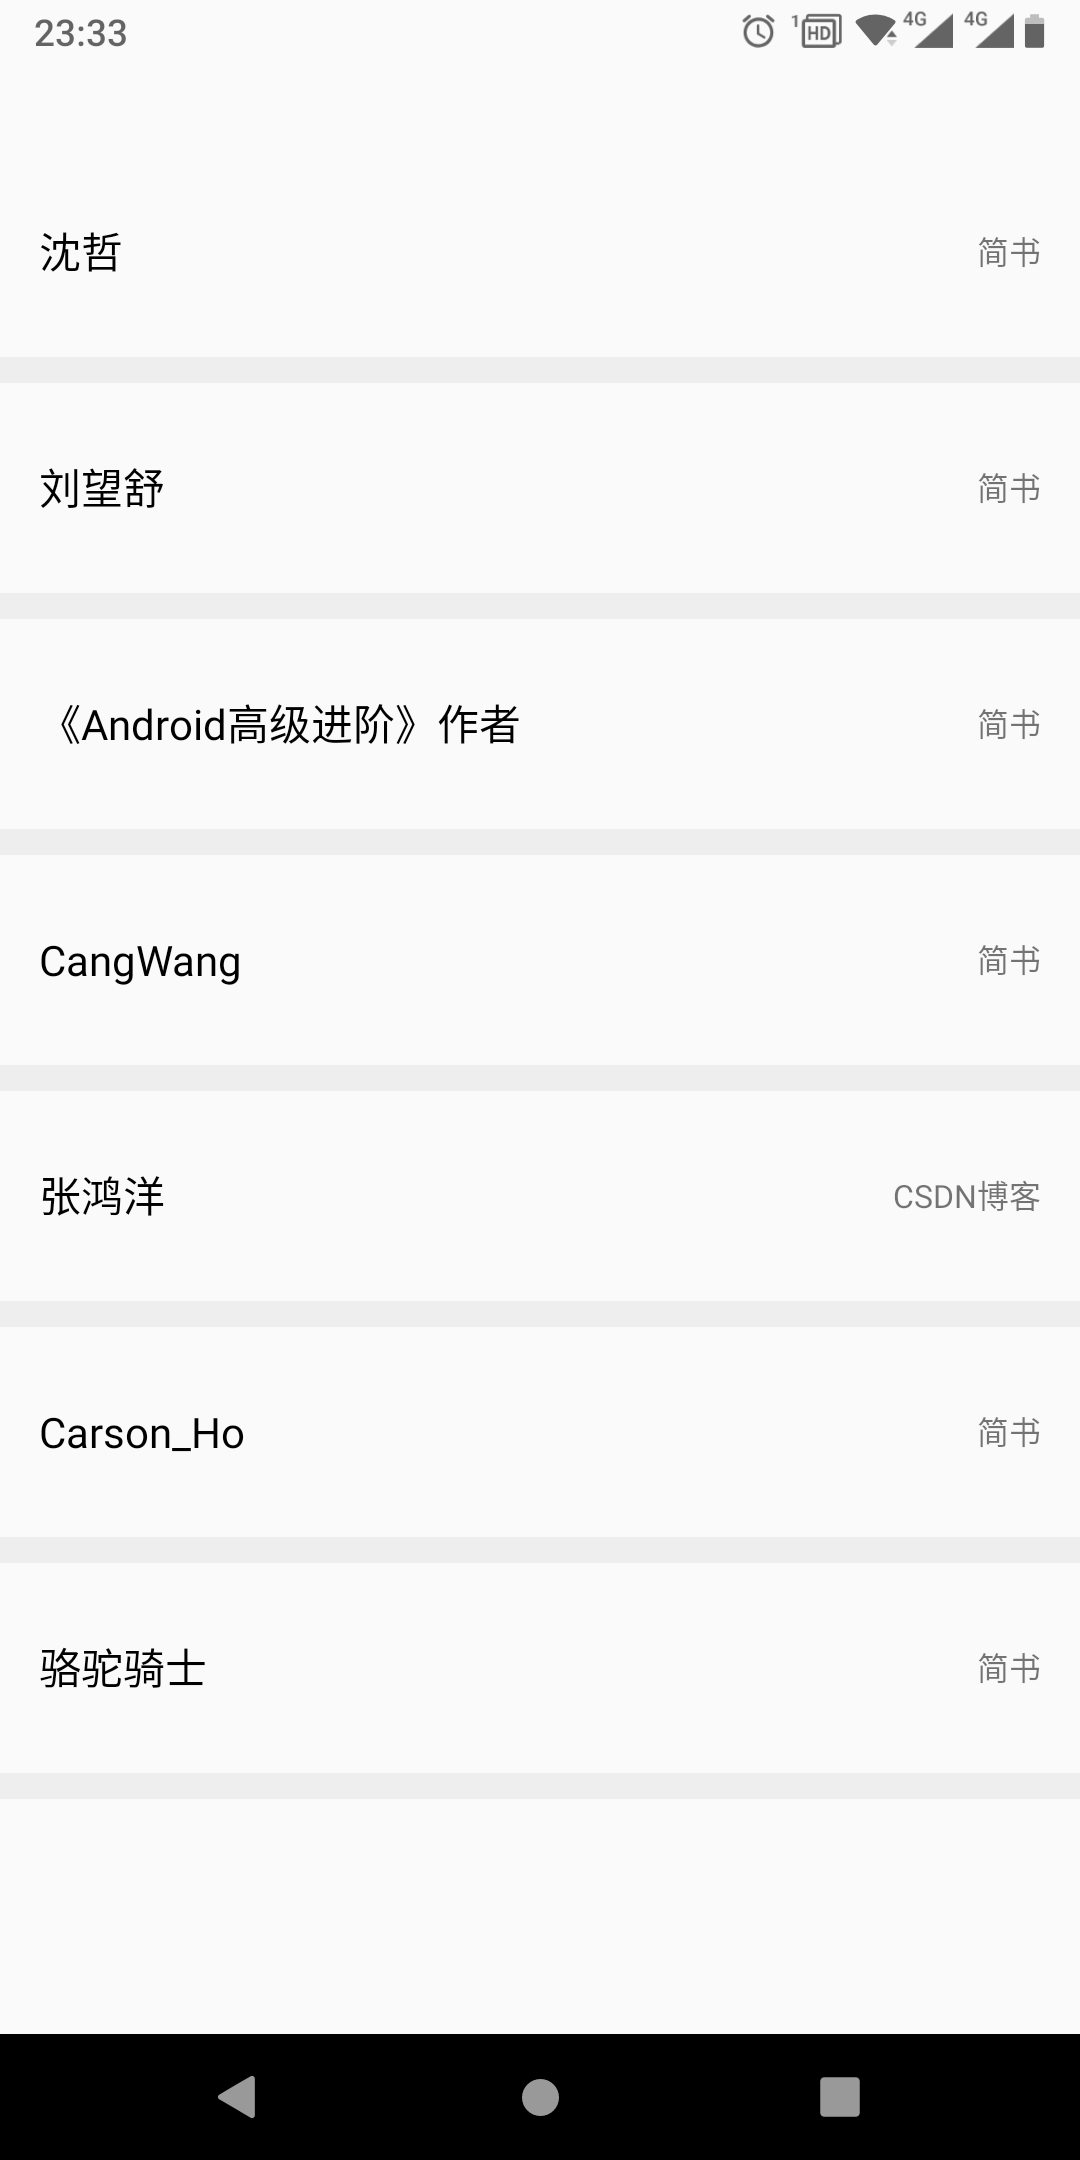 23:33 1 HD 4G 4G
沈哲 简书
刘望舒 简书
《Android高级进阶》作者 简书
CangWang 简书
张鸿洋 CSDN博客
Carson_Ho 简书
骆驼骑士 简书